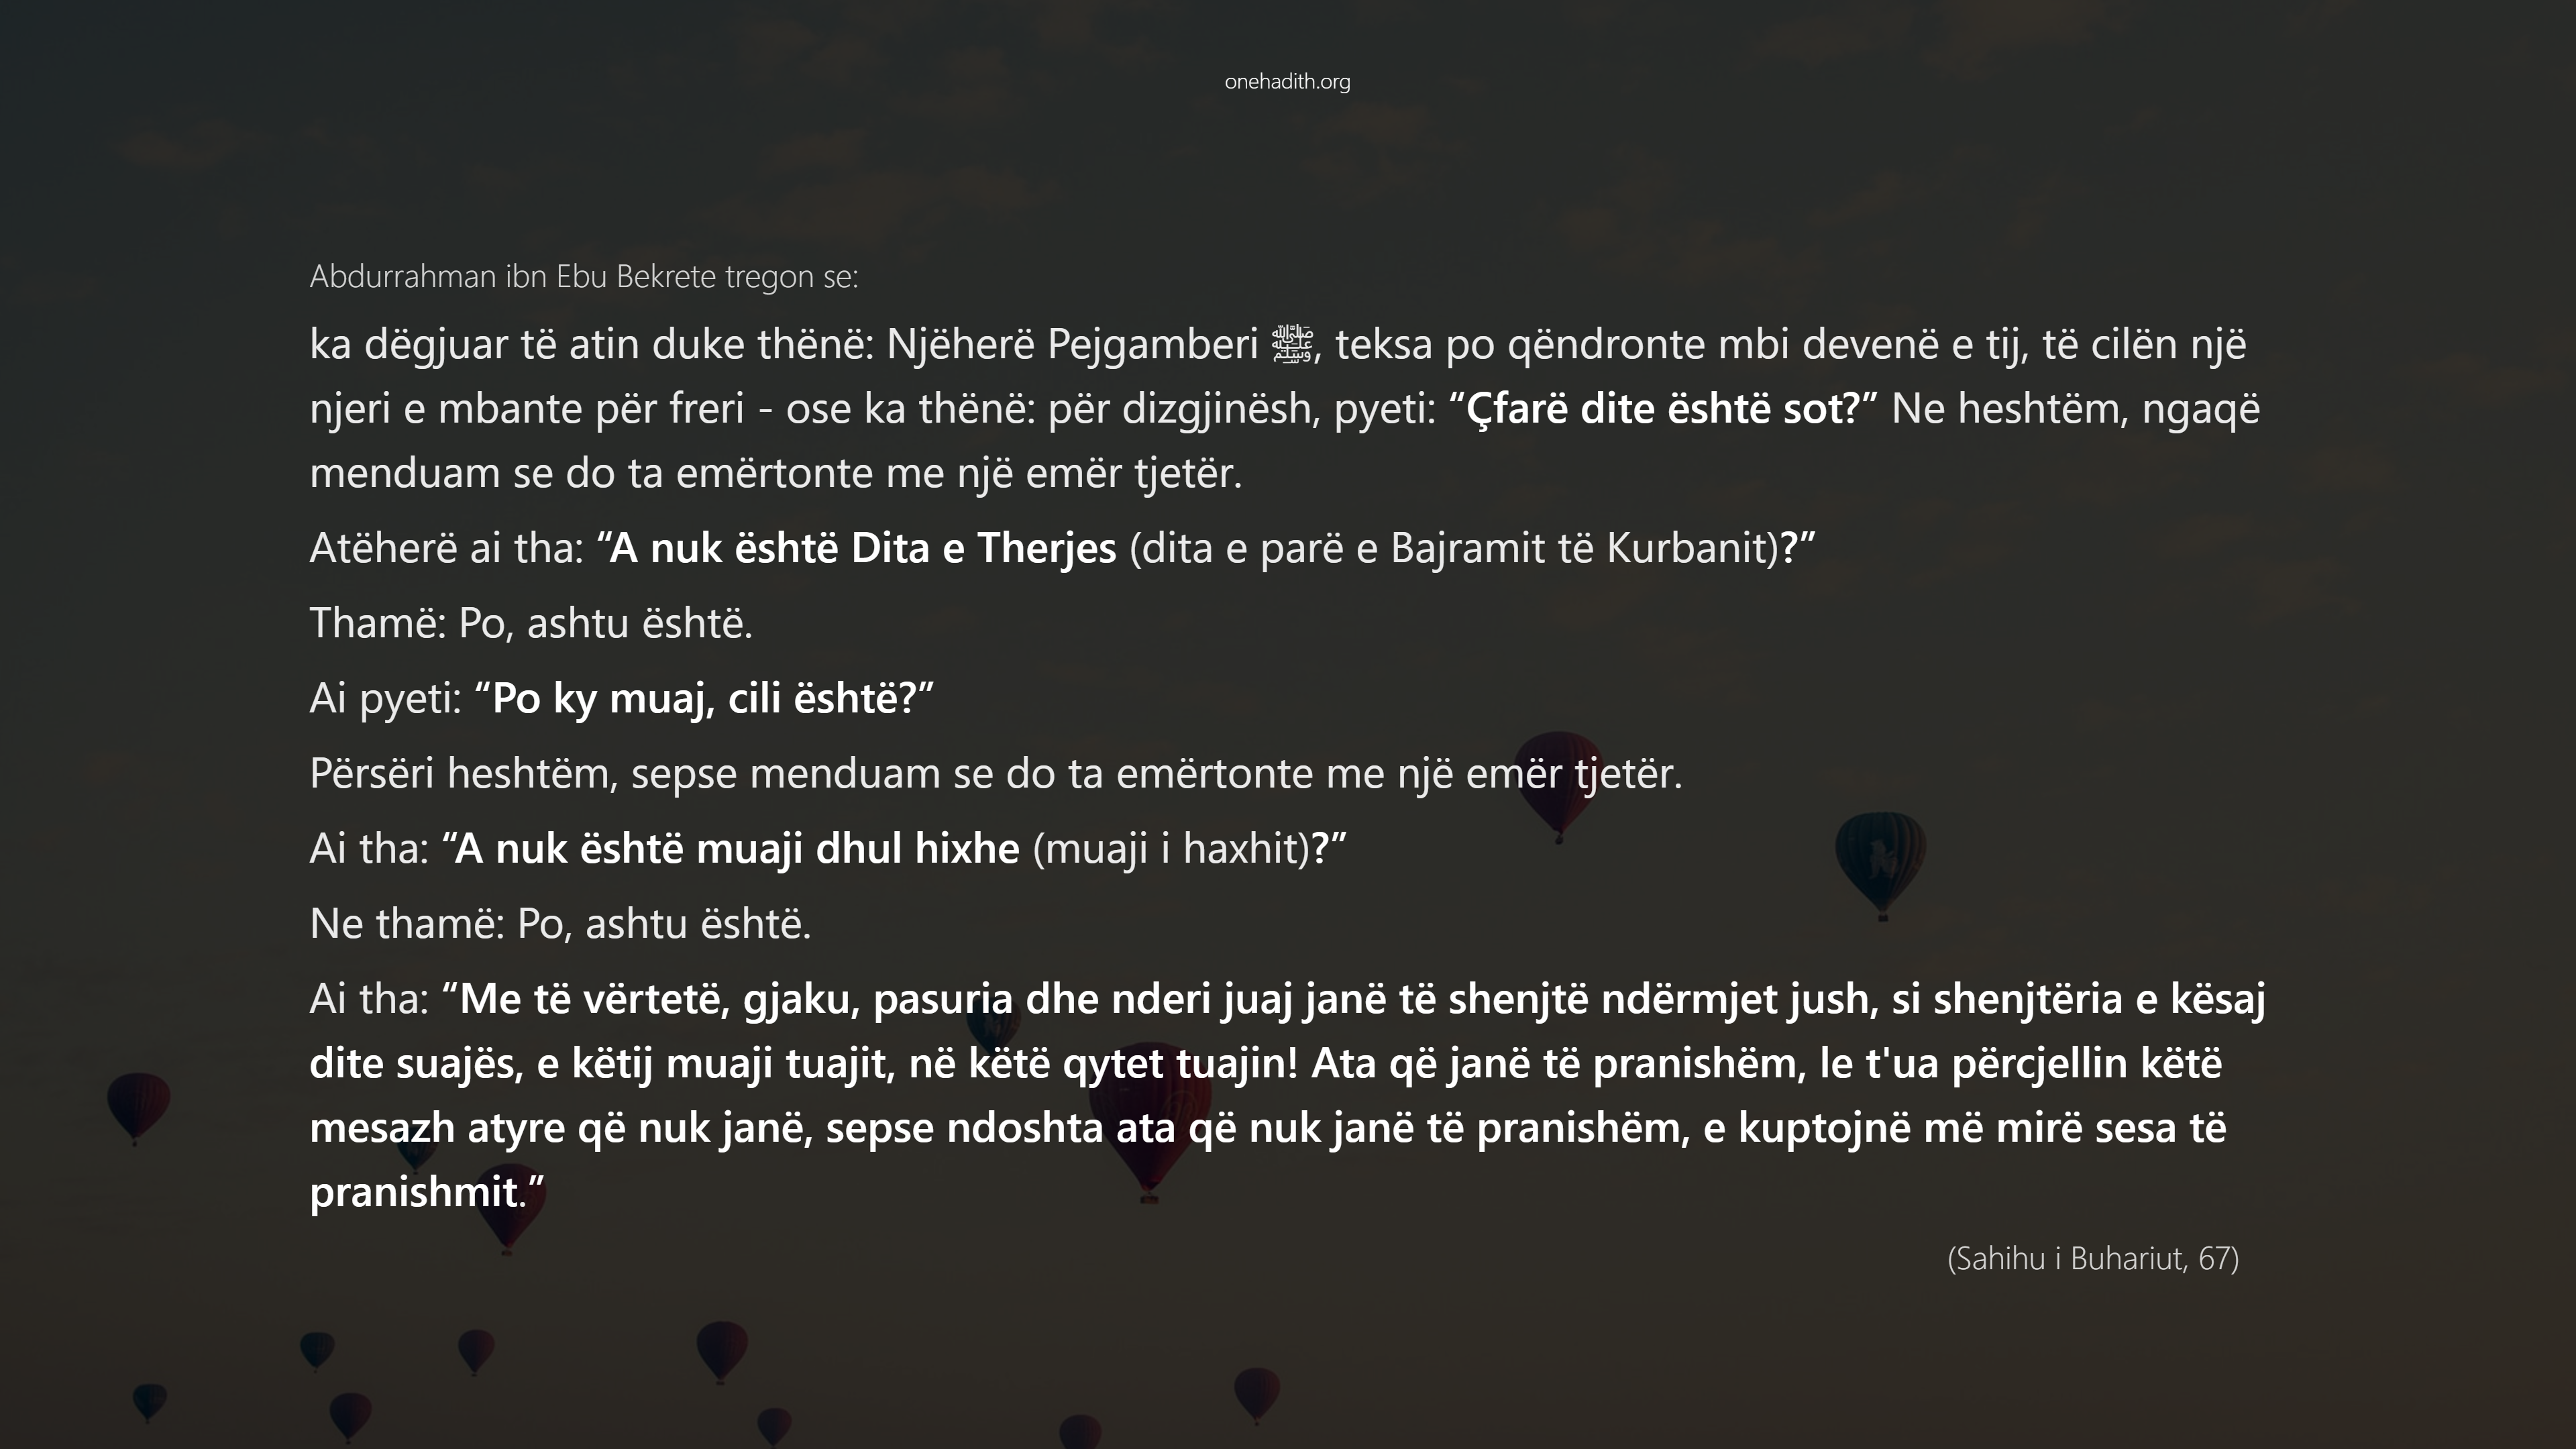 onehadith.org
Abdurrahman ibn Ebu Bekrete tregon se:
ka dëgjuar të atin duke thënë: Njëherë Pejgamberi ﷺ, teksa po qëndronte mbi devenë e tij, të cilën një
njeri e mbante për freri - ose ka thënë: për dizgjinësh, pyeti: “Çfarë dite është sot?” Ne heshtëm, ngaqë
menduam se do ta emërtonte me një emër tjetër.
Atëherë ai tha: “A nuk është Dita e Therjes (dita e parë e Bajramit të Kurbanit)?”
Thamë: Po, ashtu është.
Ai pyeti: “Po ky muaj, cili është?”
Përsëri heshtëm, sepse menduam se do ta emërtonte me një emër tjetër.
Ai tha: “A nuk është muaji dhul hixhe (muaji i haxhit)?”
Ne thamë: Po, ashtu është.
Ai tha: “Me të vërtetë, gjaku, pasuria dhe nderi juaj janë të shenjtë ndërmjet jush, si shenjtëria e kësaj
dite suajës, e këtij muaji tuajit, në këtë qytet tuajin! Ata që janë të pranishëm, le t'ua përcjellin këtë
mesazh atyre që nuk janë, sepse ndoshta ata që nuk janë të pranishëm, e kuptojnë më mirë sesa të
pranishmit.”
(Sahihu i Buhariut, 67)